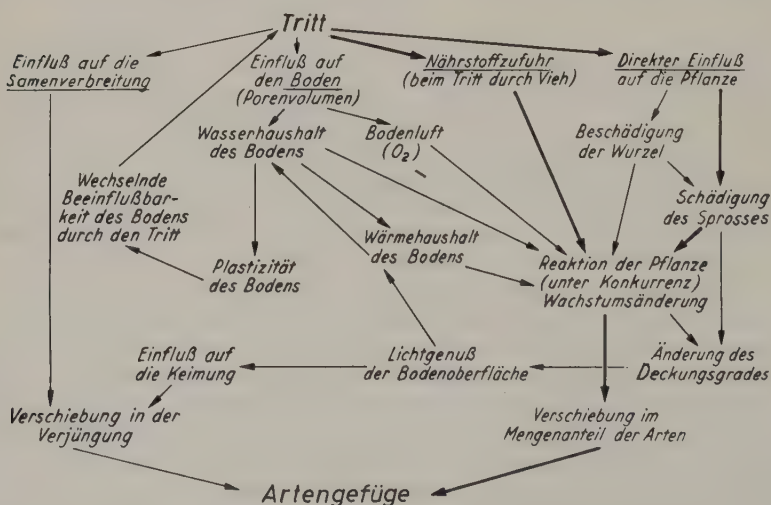 Tritt
Einfluß auf die
Samenverbreitung
Einfluß auf
den Boden
(Porenvolumen)
Nährstoffzufuhr
(beim Tritt durch Vieh)
Direkter Einfluß
auf die Pflanze
Wasserhaushalt
des Bodens
Bodenluft
(O₂)
Beschädigung
der Wurzel
Wechselnde
Beeinflußbar-
keit des Bodens
durch den Tritt
Schädigung
des Sprosses
Plastizität
des Bodens
Wärmehaushalt
des Bodens
Reaktion der Pflanze
(unter Konkurrenz)
Wachstumsänderung
Einfluß auf
die Keimung
Lichtgenuß
der Bodenoberfläche
Änderung des
Deckungsgrades
Verschiebung in der
Verjüngung
Verschiebung im
Mengenanteil der Arten
Artengefüge